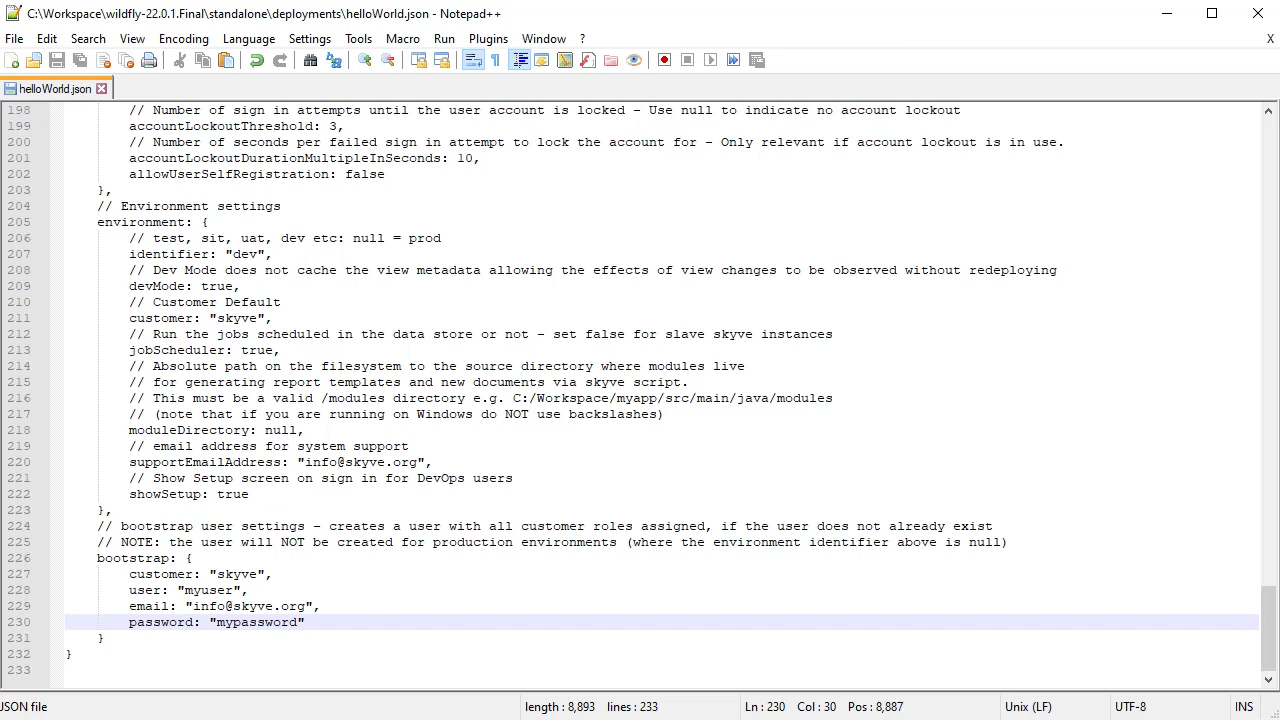 C:\Workspace\wildfly-22.0.1.Final\standalone\deployments\helloWorld.json - Notepad++
File Edit Search View Encoding Language Settings Tools Macro Run Plugins Window ? X
helloWorld.json
198 // Number of sign in attempts until the user account is locked - Use null to indicate no account lockout
199 accountLockoutThreshold: 3,
200 // Number of seconds per failed sign in attempt to lock the account for - Only relevant if account lockout is in use.
201 accountLockoutDurationMultipleInSeconds: 10,
202 allowUserSelfRegistration: false
203 },
204 // Environment settings
205 environment: {
206 // test, sit, uat, dev etc: null = prod
207 identifier: "dev",
208 // Dev Mode does not cache the view metadata allowing the effects of view changes to be observed without redeploying
209 devMode: true,
210 // Customer Default
211 customer: "skyve",
212 // Run the jobs scheduled in the data store or not - set false for slave skyve instances
213 jobScheduler: true,
214 // Absolute path on the filesystem to the source directory where modules live
215 // for generating report templates and new documents via skyve script.
216 // This must be a valid /modules directory e.g. C:/Workspace/myapp/src/main/java/modules
217 // (note that if you are running on Windows do NOT use backslashes)
218 moduleDirectory: null,
219 // email address for system support
220 supportEmailAddress: "info@skyve.org",
221 // Show Setup screen on sign in for DevOps users
222 showSetup: true
223 },
224 // bootstrap user settings - creates a user with all customer roles assigned, if the user does not already exist
225 // NOTE: the user will NOT be created for production environments (where the environment identifier above is null)
226 bootstrap: {
227 customer: "skyve",
228 user: "myuser",
229 email: "info@skyve.org",
230 password: "mypassword"
231 }
232 }
233
JSON file length : 8,893 lines : 233 Ln : 230 Col : 30 Pos : 8,887 Unix (LF) UTF-8 INS